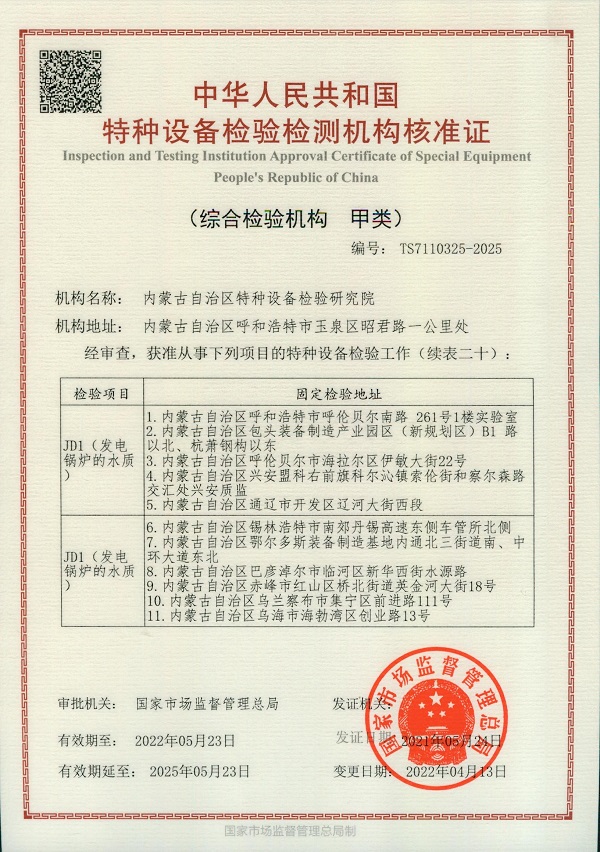 中华人民共和国
特种设备检验检测机构核准证
Inspection and Testing Institution Approval Certificate of Special Equipment
People's Republic of China
（综合检验机构 甲类）
编号： TS7110325-2025
机构名称： 内蒙古自治区特种设备检验研究院
机构地址： 内蒙古自治区呼和浩特市玉泉区昭君路一公里处
经审查，获准从事下列项目的特种设备检验工作（续表二十）：
检验项目 固定检验地址
JD1（发电
锅炉的水质
）
1. 内蒙古自治区呼和浩特市呼伦贝尔南路 261号1楼实验室
2. 内蒙古自治区包头装备制造产业园区（新规划区）B1 路
以北、杭萧钢构以东
3. 内蒙古自治区呼伦贝尔市海拉尔区伊敏大街22号
4. 内蒙古自治区兴安盟科右前旗科尔沁镇索伦街和察尔森路
交汇处兴安质监
5. 内蒙古自治区通辽市开发区辽河大街西段
JD1（发电
锅炉的水质
）
6. 内蒙古自治区锡林浩特市南郊丹锡高速东侧车管所北侧
7. 内蒙古自治区鄂尔多斯装备制造基地内通北三街道南、中
环大道东北
8. 内蒙古自治区巴彦淖尔市临河区新华西街水源路
9. 内蒙古自治区赤峰市红山区桥北街道英金河大街18号
10. 内蒙古自治区乌兰察布市集宁区前进路111号
11. 内蒙古自治区乌海市海勃湾区创业路13号
审批机关： 国家市场监督管理总局 发证机关：
有效期至： 2022年05月23日 发证日期： 2021年05月24日
有效期延至： 2025年05月23日 变更日期： 2022年04月13日
国家市场监督管理总局
国家市场监督管理总局制